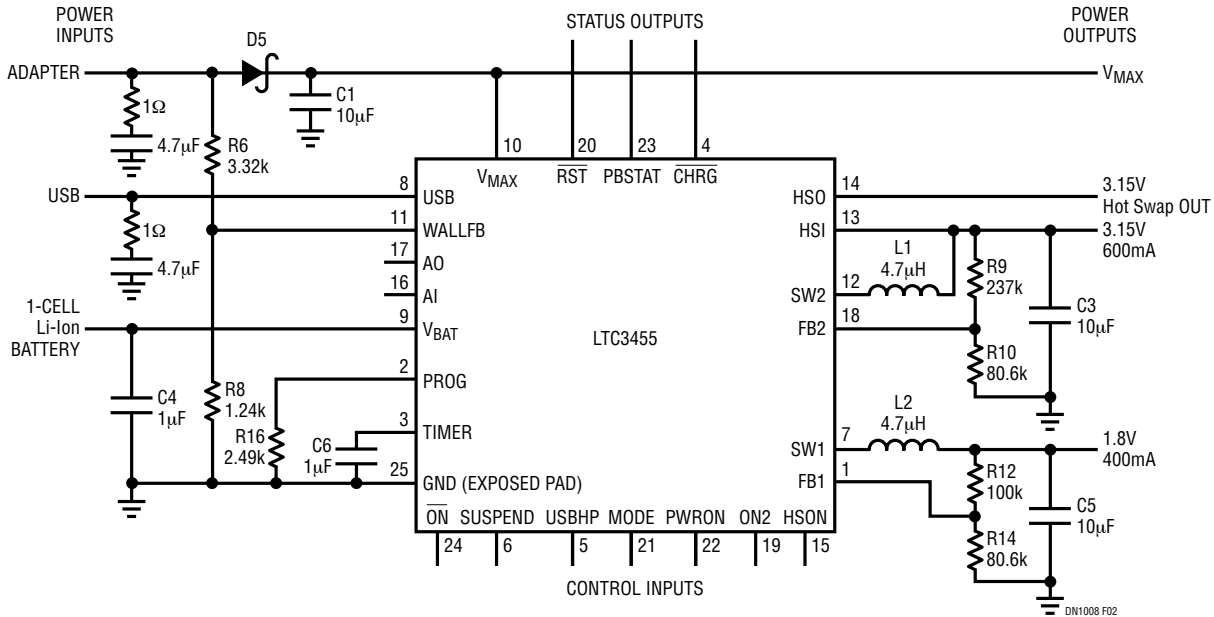 POWER
INPUTS
STATUS OUTPUTS
POWER
OUTPUTS
D5
ADAPTER
VMAX
1Ω
4.7µF
C1
10µF
R6
3.32k
10
20
23
4
VMAX
RST
PBSTAT
CHRG
USB
8
USB
14
HSO
3.15V
Hot Swap OUT
11
WALLFB
13
HSI
3.15V
600mA
1Ω
4.7µF
17
AO
16
AI
L1
4.7µH
12
SW2
R9
237k
C3
10µF
1-CELL
Li-Ion
BATTERY
9
VBAT
LTC3455
18
FB2
R10
80.6k
2
PROG
C4
1µF
R8
1.24k
R16
2.49k
3
TIMER
C6
1µF
L2
4.7µH
7
SW1
1.8V
400mA
25
GND (EXPOSED PAD)
1
FB1
R12
100k
C5
10µF
R14
80.6k
ON
SUSPEND
USBHP
MODE
PWRON
ON2
HSON
24
6
5
21
22
19
15
CONTROL INPUTS
DN1008 F02